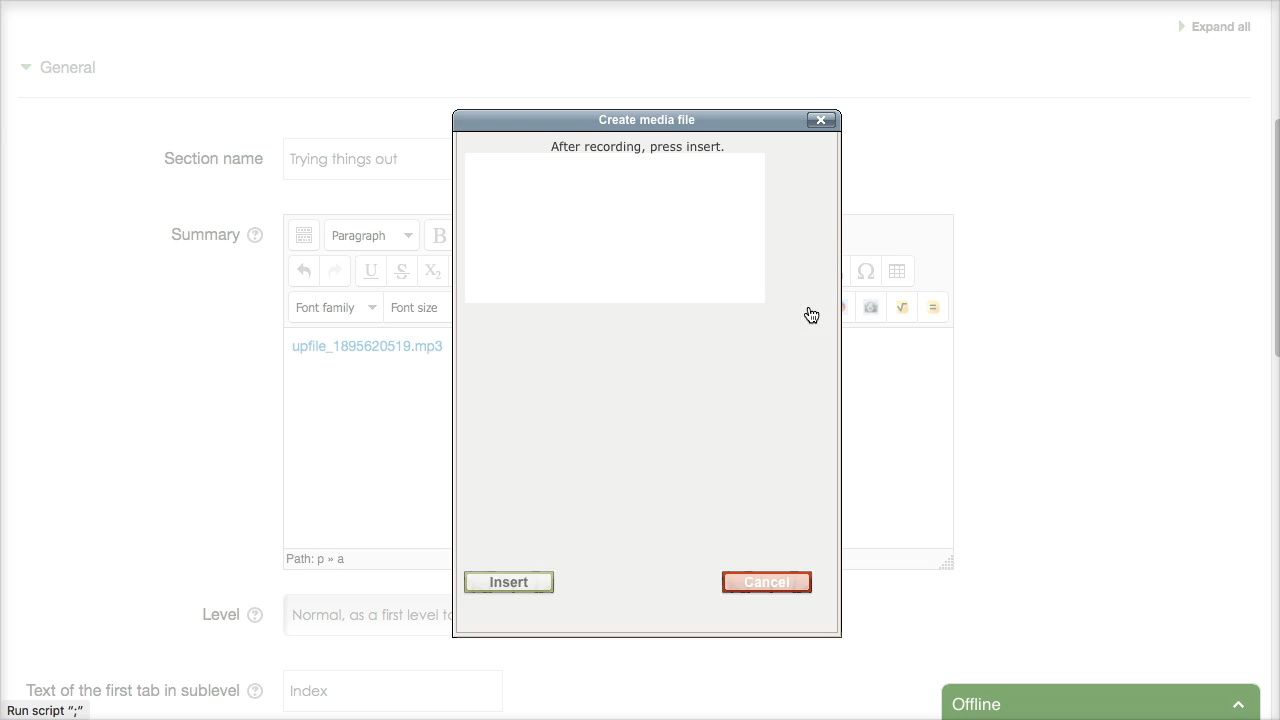 Expand all
General
Create media file
After recording, press insert.
Section name
Trying things out
Summary
Paragraph
B
U S X₂
Ω
Font family
Font size
upfile_1895620519.mp3
Path: p » a
Insert
Cancel
Level
Normal, as a first level
Text of the first tab in sublevel
Index
Offline
Run script ";"